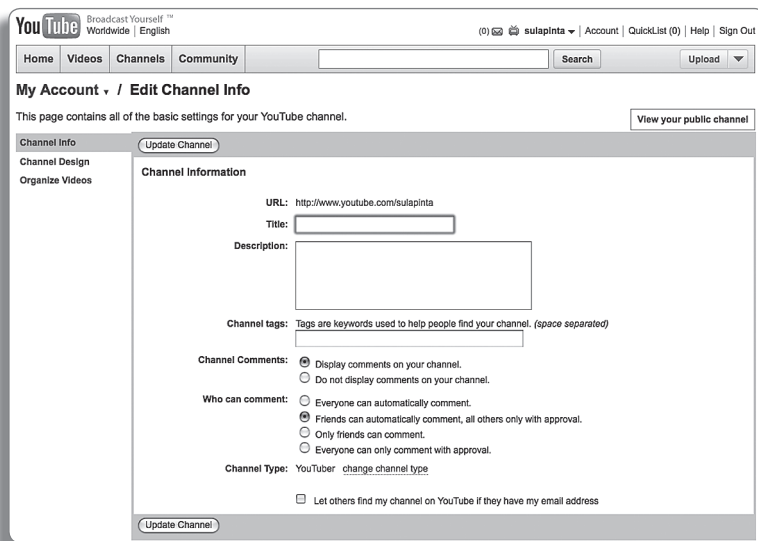 You Tube Broadcast Yourself ™
Worldwide | English
(0) sulapinta | Account | QuickList (0) | Help | Sign Out
Home Videos Channels Community Search Upload
My Account / Edit Channel Info
This page contains all of the basic settings for your YouTube channel.
View your public channel
Channel Info
Channel Design
Organize Videos
Update Channel
Channel Information
URL: http://www.youtube.com/sulapinta
Title:
Description:
Channel tags: Tags are keywords used to help people find your channel. (space separated)
Channel Comments: Display comments on your channel.
Do not display comments on your channel.
Who can comment: Everyone can automatically comment.
Friends can automatically comment, all others only with approval.
Only friends can comment.
Everyone can only comment with approval.
Channel Type: YouTuber change channel type
Let others find my channel on YouTube if they have my email address
Update Channel